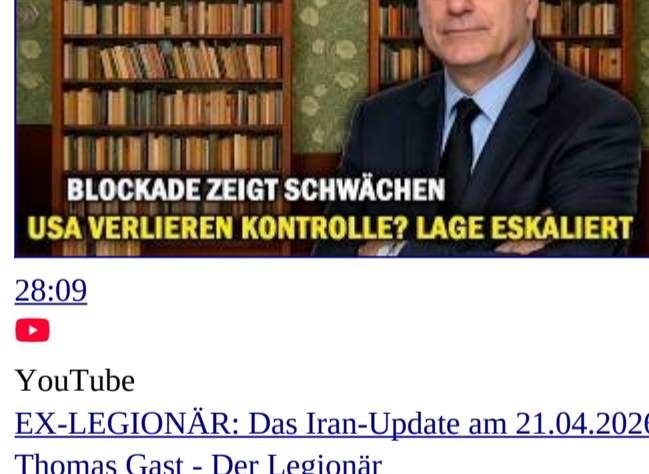 BLOCKADE ZEIGT SCHWÄCHEN
USA VERLIEREN KONTROLLE? LAGE ESKALIERT
28:09
YouTube
EX-LEGIONÄR: Das Iran-Update am 21.04.2026
Thomas Gast - Der Legionär